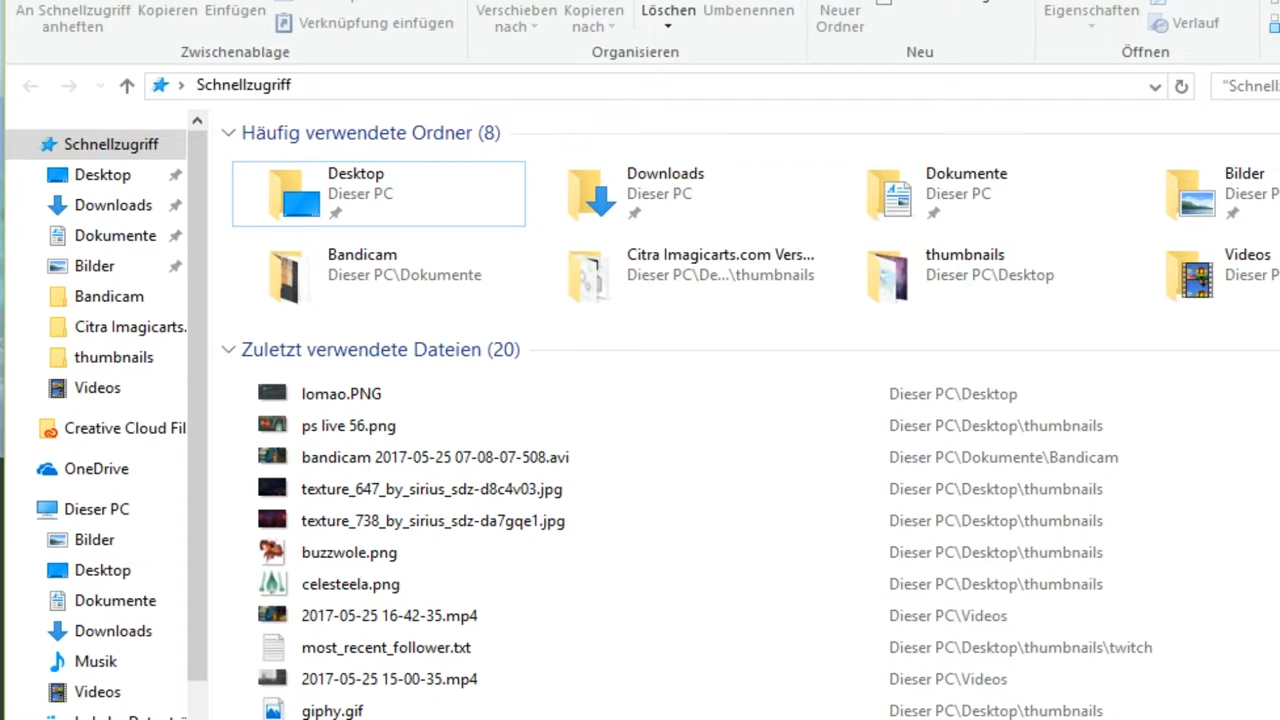 An Schnellzugriff anheften
Kopieren
Einfügen
Verknüpfung einfügen
Zwischenablage
Verschieben nach
Kopieren nach
Löschen
Umbenennen
Organisieren
Neuer Ordner
Neu
Eigenschaften
Verlauf
Öffnen
Schnellzugriff
"Schnell
Schnellzugriff
Desktop
Downloads
Dokumente
Bilder
Bandicam
Citra Imagicarts.
thumbnails
Videos
Creative Cloud Fil
OneDrive
Dieser PC
Bilder
Desktop
Dokumente
Downloads
Musik
Videos
Häufig verwendete Ordner (8)
Desktop
Dieser PC
Downloads
Dieser PC
Dokumente
Dieser PC
Bilder
Dieser P
Bandicam
Dieser PC\Dokumente
Citra Imagicarts.com Vers...
Dieser PC\De...\thumbnails
thumbnails
Dieser PC\Desktop
Videos
Dieser P
Zuletzt verwendete Dateien (20)
lomao.PNG Dieser PC\Desktop
ps live 56.png Dieser PC\Desktop\thumbnails
bandicam 2017-05-25 07-08-07-508.avi Dieser PC\Dokumente\Bandicam
texture_647_by_sirius_sdz-d8c4v03.jpg Dieser PC\Desktop\thumbnails
texture_738_by_sirius_sdz-da7gqe1.jpg Dieser PC\Desktop\thumbnails
buzzwole.png Dieser PC\Desktop\thumbnails
celesteela.png Dieser PC\Desktop\thumbnails
2017-05-25 16-42-35.mp4 Dieser PC\Videos
most_recent_follower.txt Dieser PC\Desktop\thumbnails\twitch
2017-05-25 15-00-35.mp4 Dieser PC\Videos
giphy.gif Dieser PC\Desktop\thumbnails